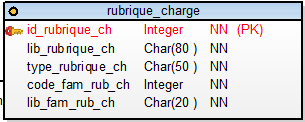 rubrique_charge
id_rubrique_ch Integer NN (PK)
lib_rubrique_ch Char(80 ) NN
type_rubrique_ch Char(50 ) NN
code_fam_rub_ch Integer NN
lib_fam_rub_ch Char(20 ) NN